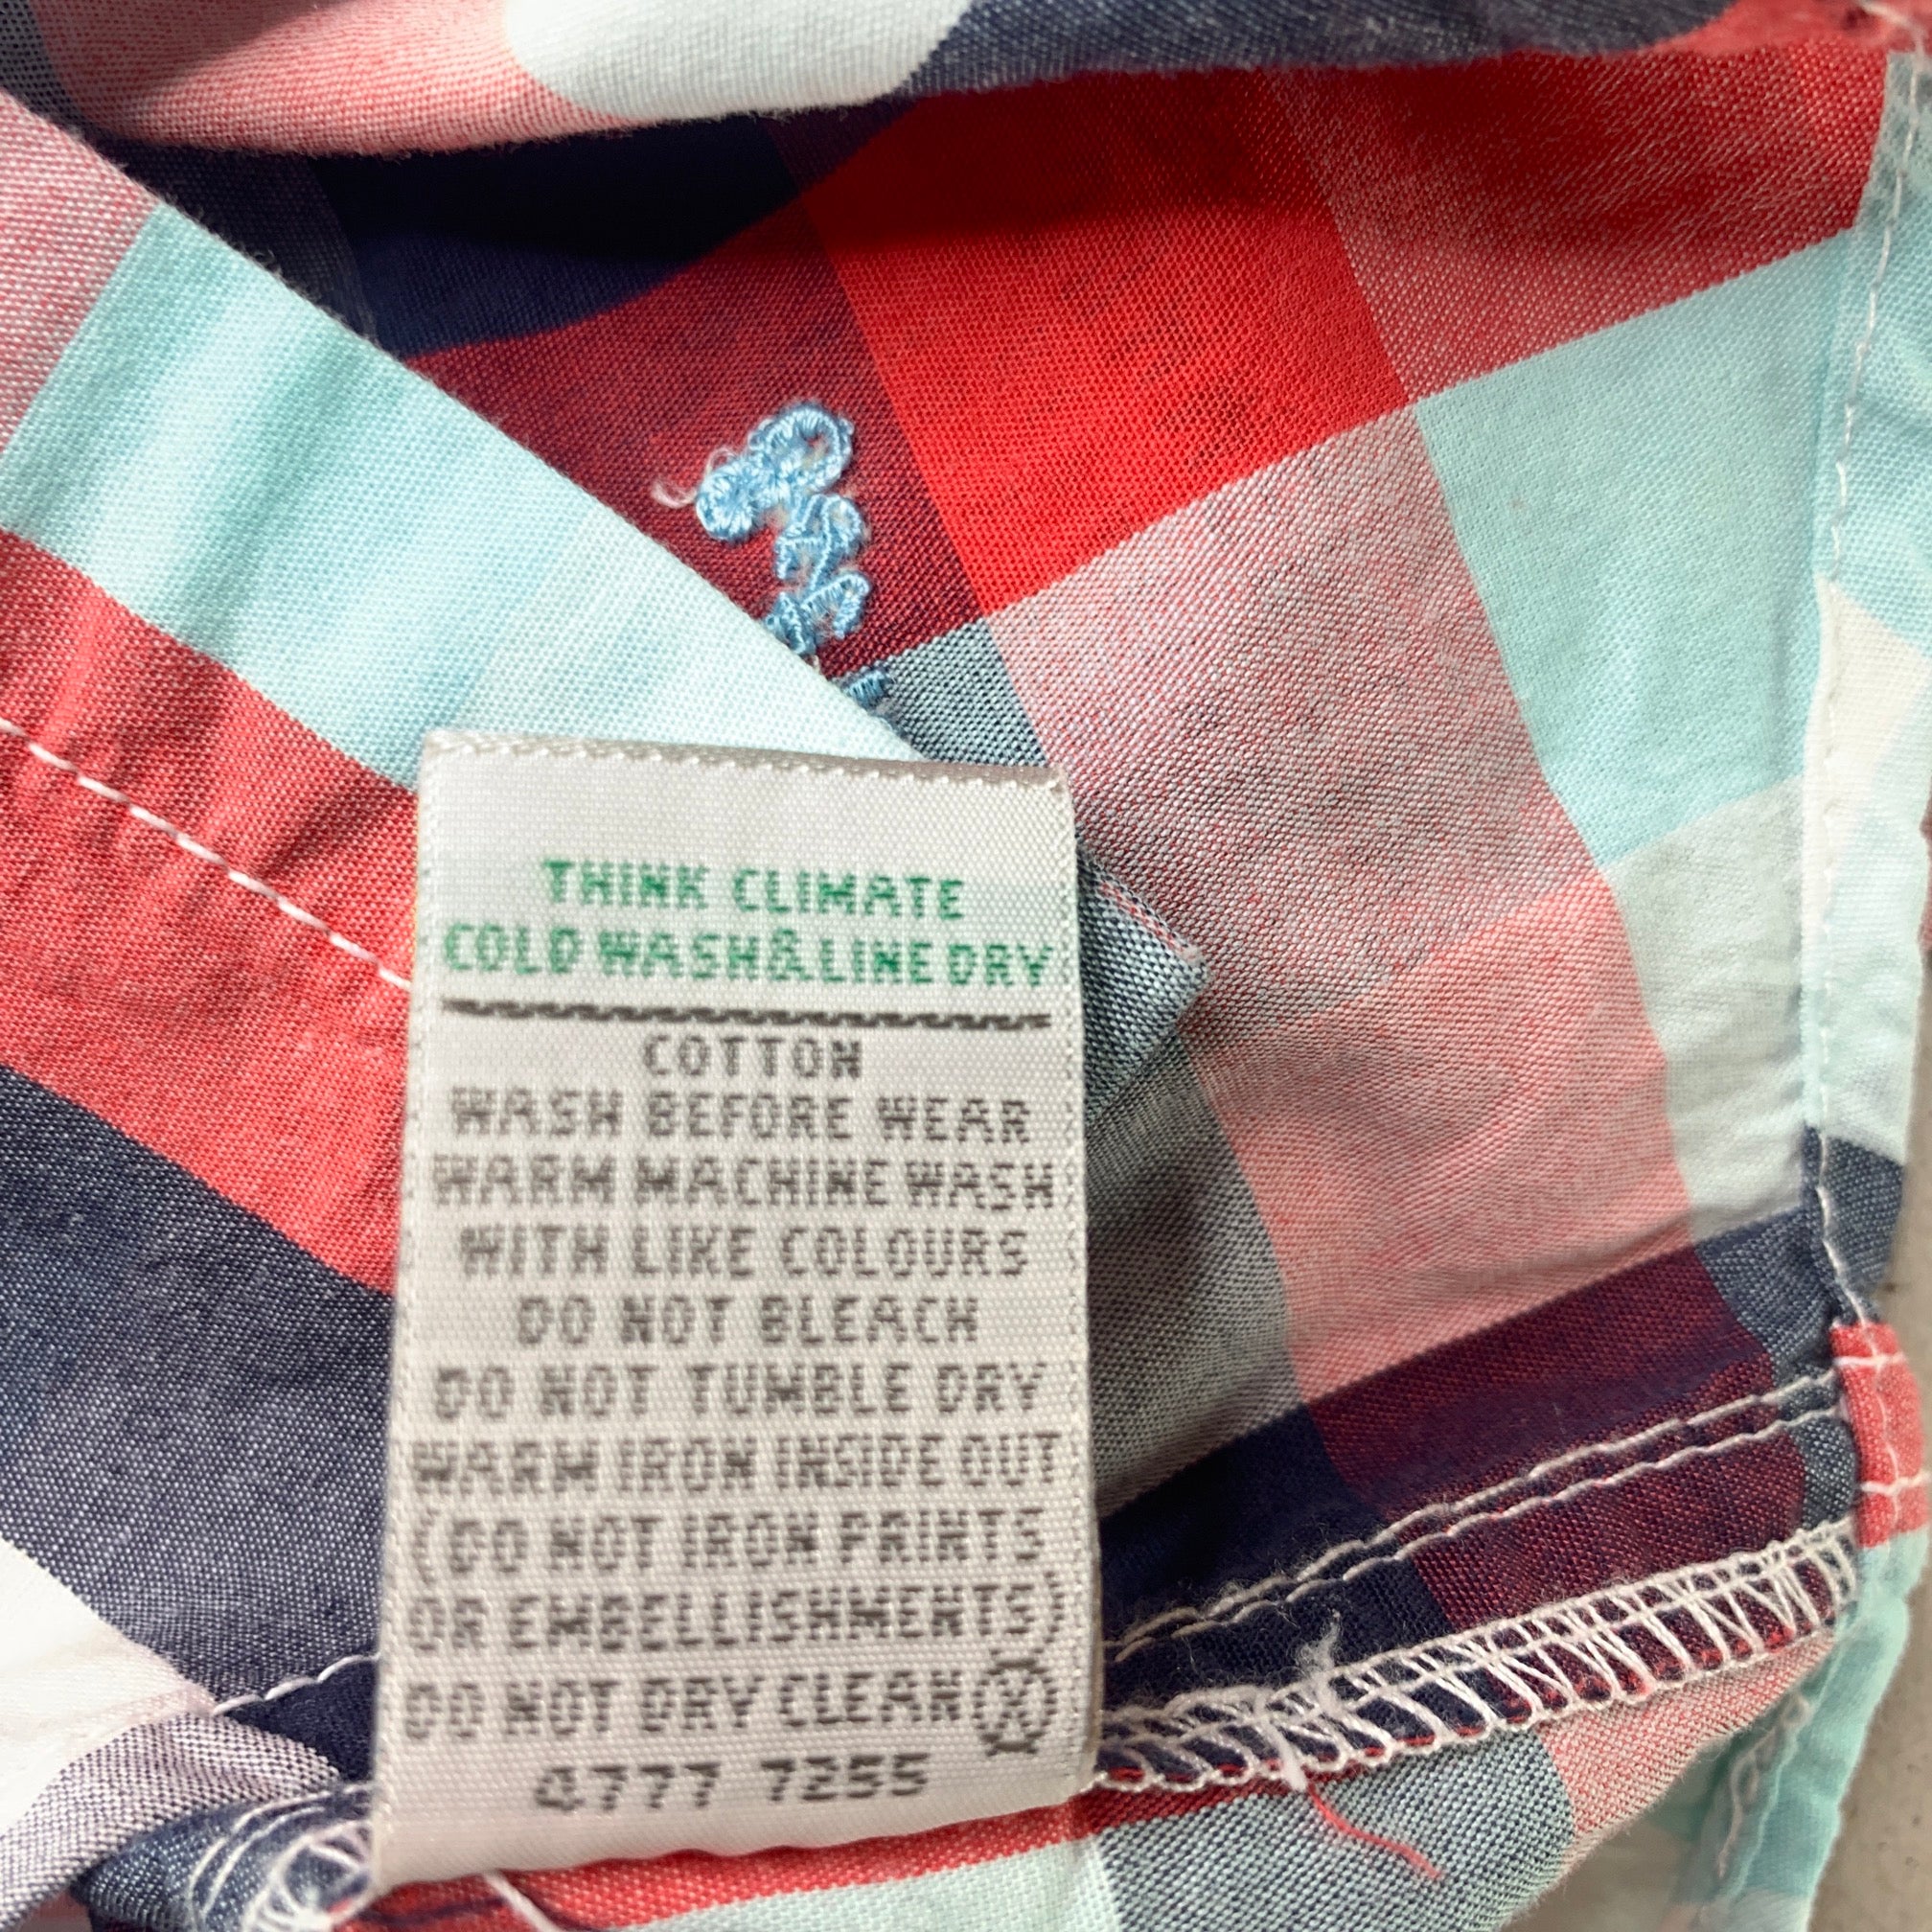 THINK CLIMATE
COLD WASH&LINE DRY
COTTON
WASH BEFORE WEAR
WARM MACHINE WASH
WITH LIKE COLOURS
DO NOT BLEACH
DO NOT TUMBLE DRY
WARM IRON INSIDE OUT
(DO NOT IRON PRINTS
OR EMBELLISHMENTS)
DO NOT DRY CLEAN
4777 7255